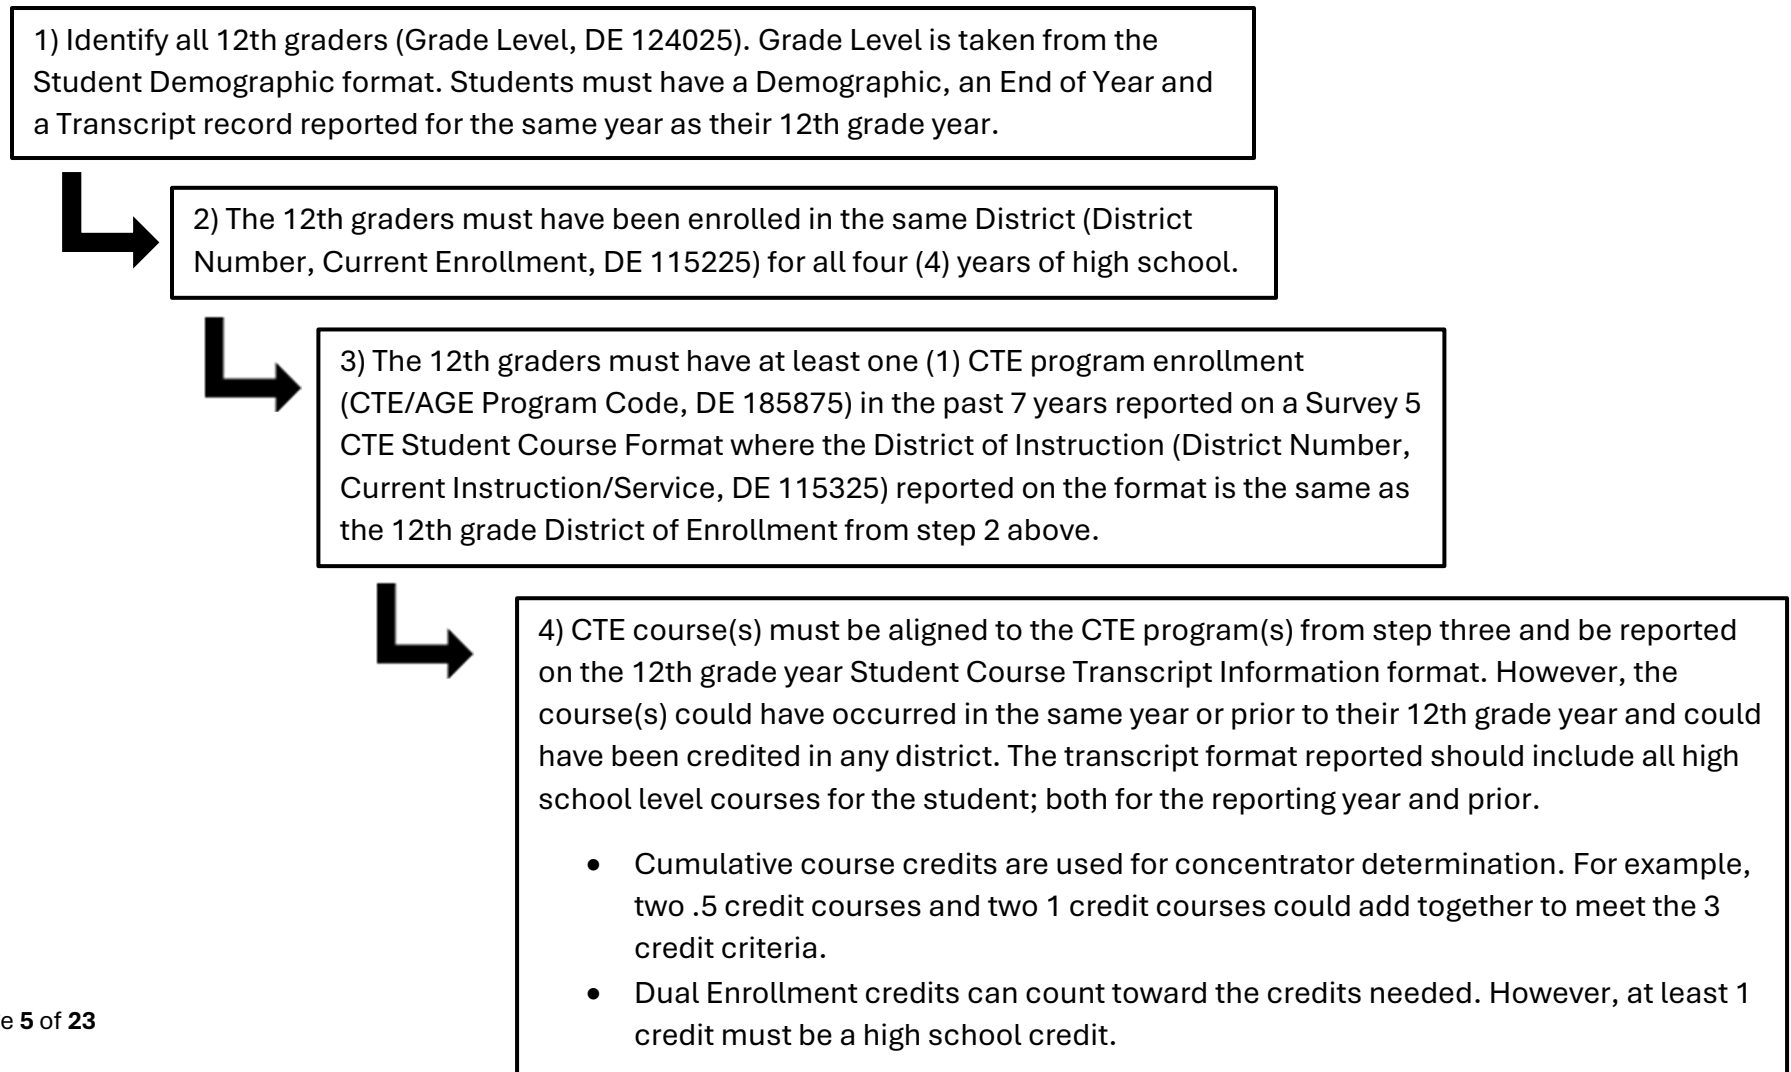 1) Identify all 12th graders (Grade Level, DE 124025). Grade Level is taken from the
Student Demographic format. Students must have a Demographic, an End of Year and
a Transcript record reported for the same year as their 12th grade year.
2) The 12th graders must have been enrolled in the same District (District
Number, Current Enrollment, DE 115225) for all four (4) years of high school.
3) The 12th graders must have at least one (1) CTE program enrollment
(CTE/AGE Program Code, DE 185875) in the past 7 years reported on a Survey 5
CTE Student Course Format where the District of Instruction (District Number,
Current Instruction/Service, DE 115325) reported on the format is the same as
the 12th grade District of Enrollment from step 2 above.
4) CTE course(s) must be aligned to the CTE program(s) from step three and be reported
on the 12th grade year Student Course Transcript Information format. However, the
course(s) could have occurred in the same year or prior to their 12th grade year and could
have been credited in any district. The transcript format reported should include all high
school level courses for the student; both for the reporting year and prior.
• Cumulative course credits are used for concentrator determination. For example,
two .5 credit courses and two 1 credit courses could add together to meet the 3
credit criteria.
• Dual Enrollment credits can count toward the credits needed. However, at least 1
credit must be a high school credit.
e 5 of 23